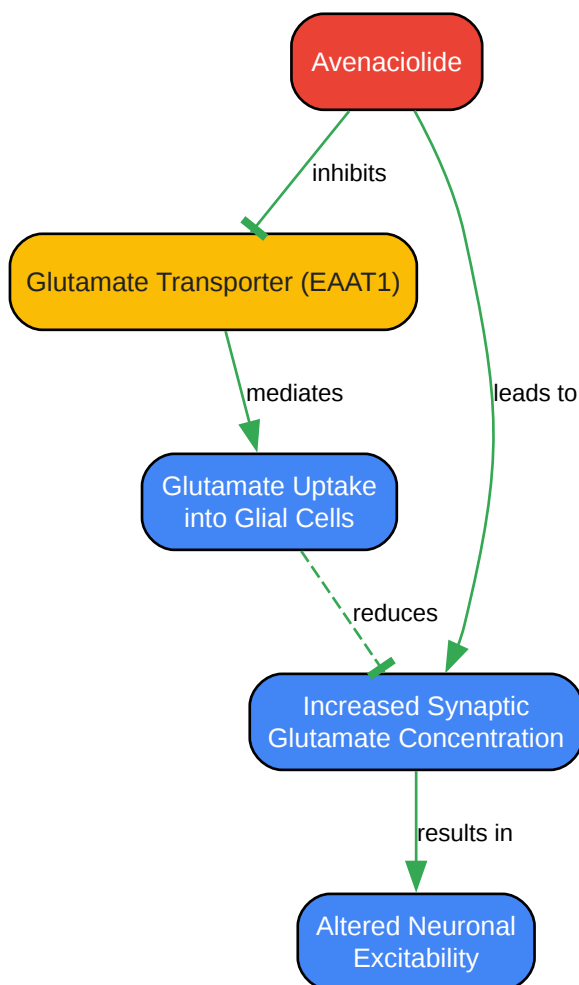 Avenaciolide
inhibits
Glutamate Transporter (EAAT1)
mediates
leads to
Glutamate Uptake
into Glial Cells
reduces
Increased Synaptic
Glutamate Concentration
results in
Altered Neuronal
Excitability